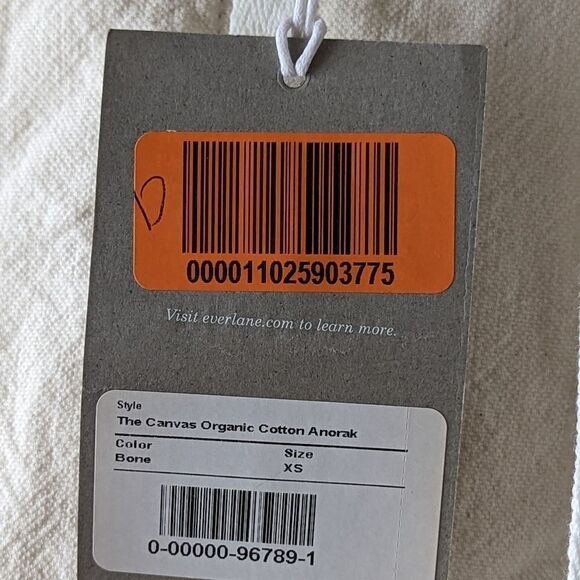 000011025903775
Visit everlane.com to learn more.
Style
The Canvas Organic Cotton Anorak
Color Size
Bone XS
0-00000-96789-1